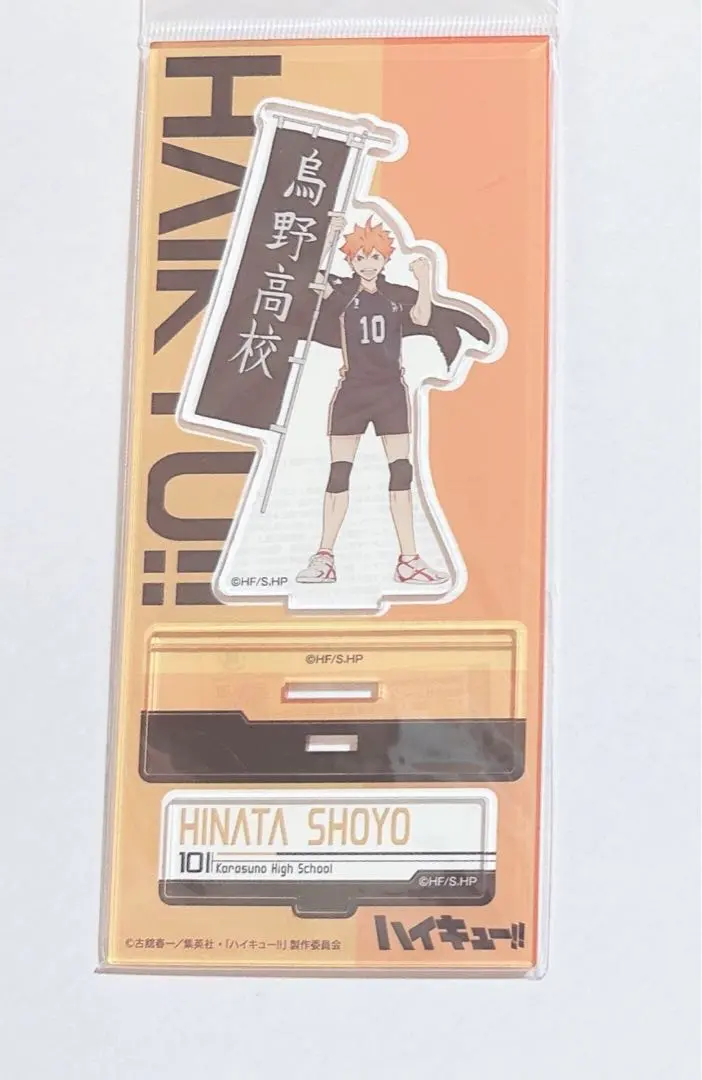 HAIKYU!!
烏野高校
10
©HF/S,HP
©HF/S,HP
HINATA SHOYO
10 Karasuno High School
©HF/S,HP
©古舘春一/集英社・「ハイキュー!!」製作委員会
ハイキュー!!